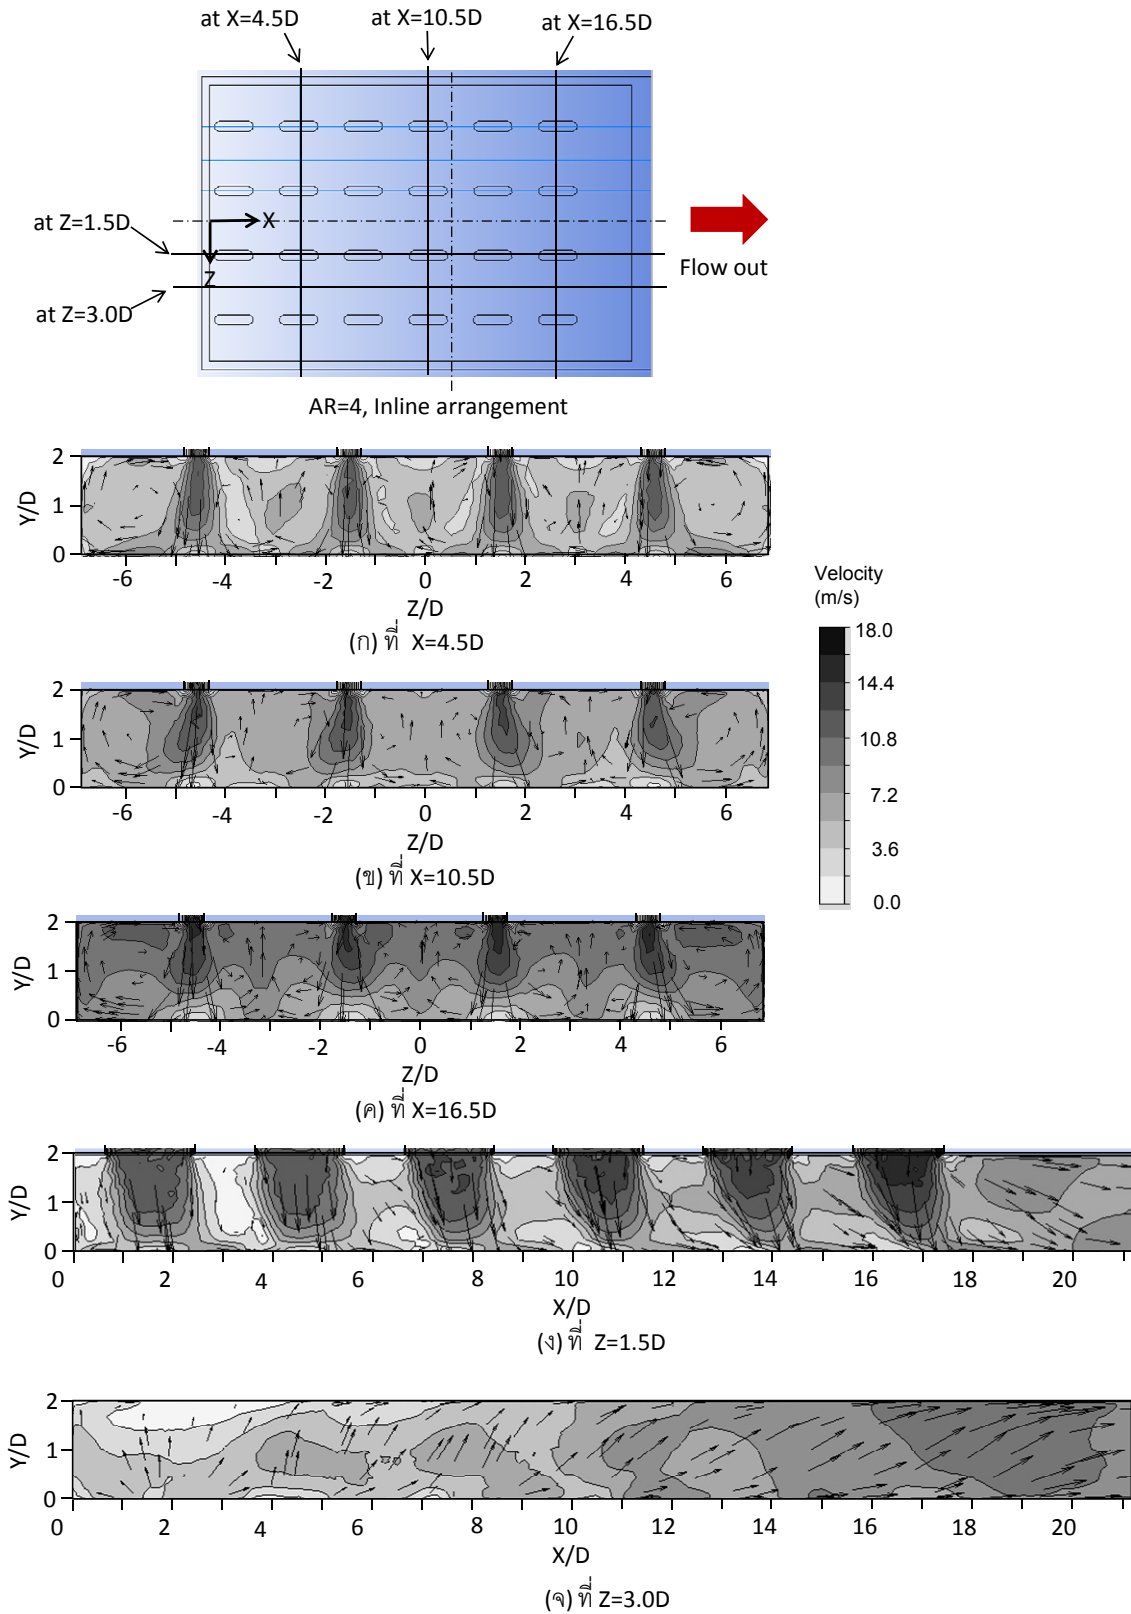 at X=4.5D
at X=10.5D
at X=16.5D
X
at Z=1.5D
Z
Flow out
at Z=3.0D
AR=4, Inline arrangement
2
1
0
Y/D
-6 -4 -2 0 2 4 6
Z/D
(ก) ที่ X=4.5D
Velocity
(m/s)
18.0
14.4
10.8
7.2
3.6
0.0
2
1
0
Y/D
-6 -4 -2 0 2 4 6
Z/D
(ข) ที่ X=10.5D
2
1
0
Y/D
-6 -4 -2 0 2 4 6
Z/D
(ค) ที่ X=16.5D
2
1
0
Y/D
0 2 4 6 8 10 12 14 16 18 20
X/D
(ง) ที่ Z=1.5D
2
1
0
Y/D
0 2 4 6 8 10 12 14 16 18 20
X/D
(จ) ที่ Z=3.0D